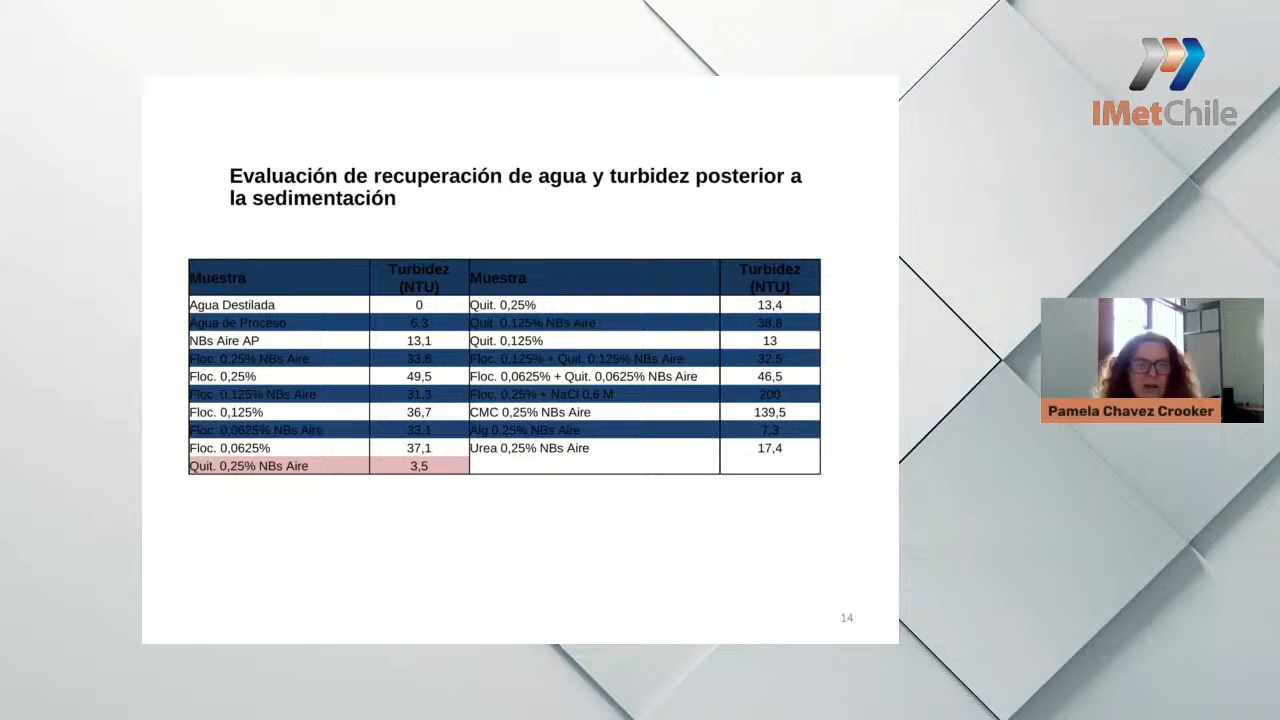 IMetChile
Evaluación de recuperación de agua y turbidez posterior a
la sedimentación
Muestra Turbidez (NTU) Muestra Turbidez (NTU)
Agua Destilada 0 Quit. 0,25% 13,4
Agua de Proceso 6,3 Quit. 0,125% NBs Aire 38,8
NBs Aire AP 13,1 Quit. 0,125% 13
Floc. 0,25% NBs Aire 33,6 Floc. 0,125% + Quit. 0,125% NBs Aire 32,5
Floc. 0,25% 49,5 Floc. 0,0625% + Quit. 0,0625% NBs Aire 46,5
Floc. 0,125% NBs Aire 31,3 Floc. 0,25% + NaCl 0,6 M 200
Floc. 0,125% 36,7 CMC 0,25% NBs Aire 139,5
Floc. 0,0625% NBs Aire 33,1 Alg 0,25% NBs Aire 7,3
Floc. 0,0625% 37,1 Urea 0,25% NBs Aire 17,4
Quit. 0,25% NBs Aire 3,5
Pamela Chavez Crooker
14